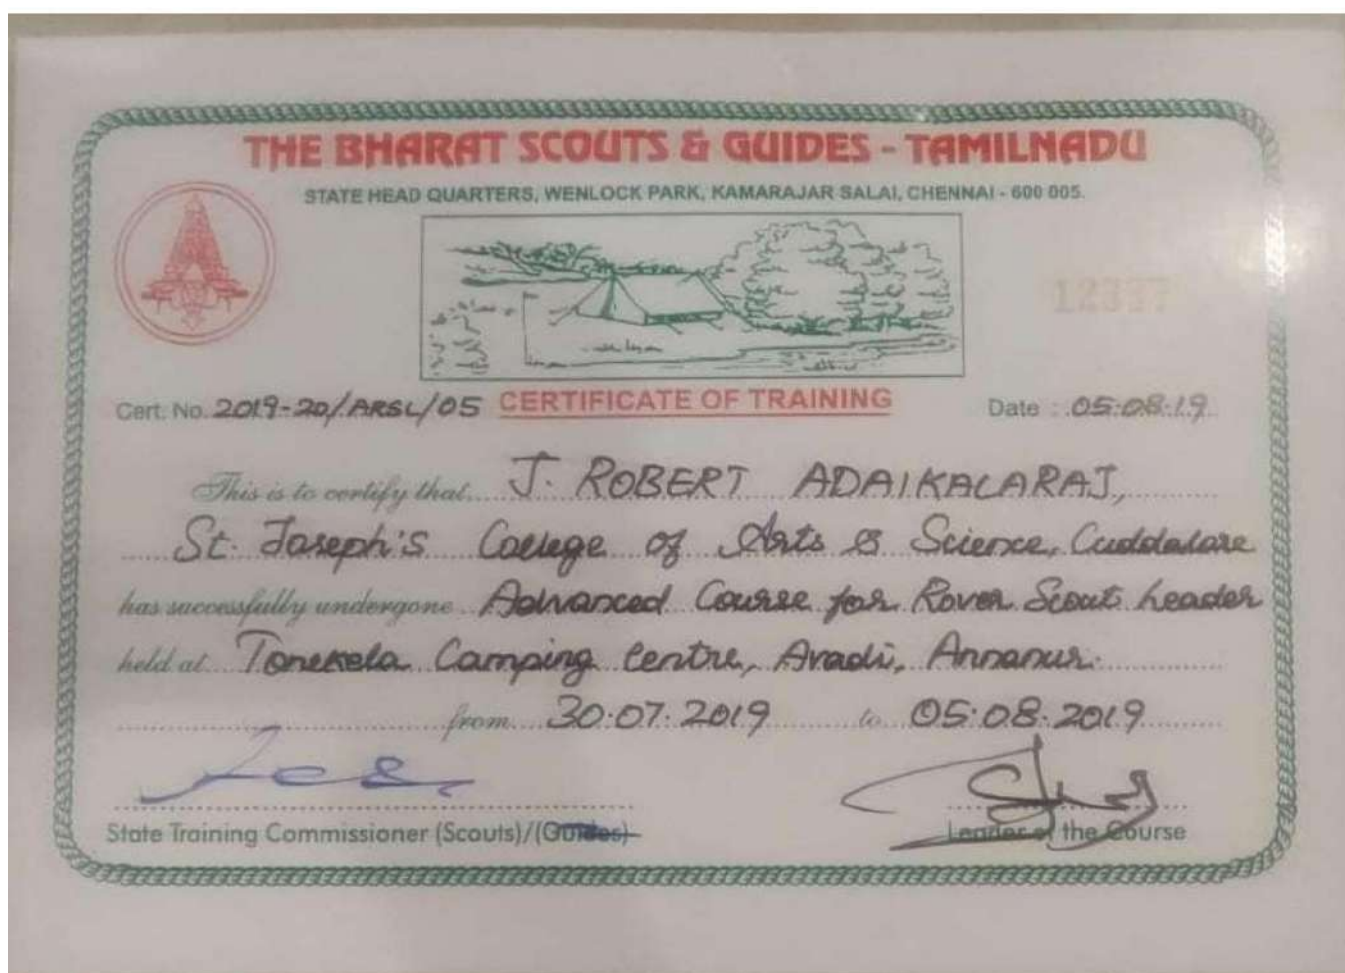 THE BHARAT SCOUTS & GUIDES - TAMILNADU
STATE HEAD QUARTERS, WENLOCK PARK, KAMARAJAR SALAI, CHENNAI - 600 005.
Cert. No. 2019-20/ARSL/05 CERTIFICATE OF TRAINING Date : 05.08.19
This is to certify that J. ROBERT ADAIKALARAJ,
St. Joseph's College of Arts & Science, Cuddalore
has successfully undergone Advanced Course for Rover Scout Leader
held at Tonekela Camping Centre, Avadi, Annanur.
from 30.07.2019 to 05.08.2019
State Training Commissioner (Scouts)/(Guides) Leader of the Course